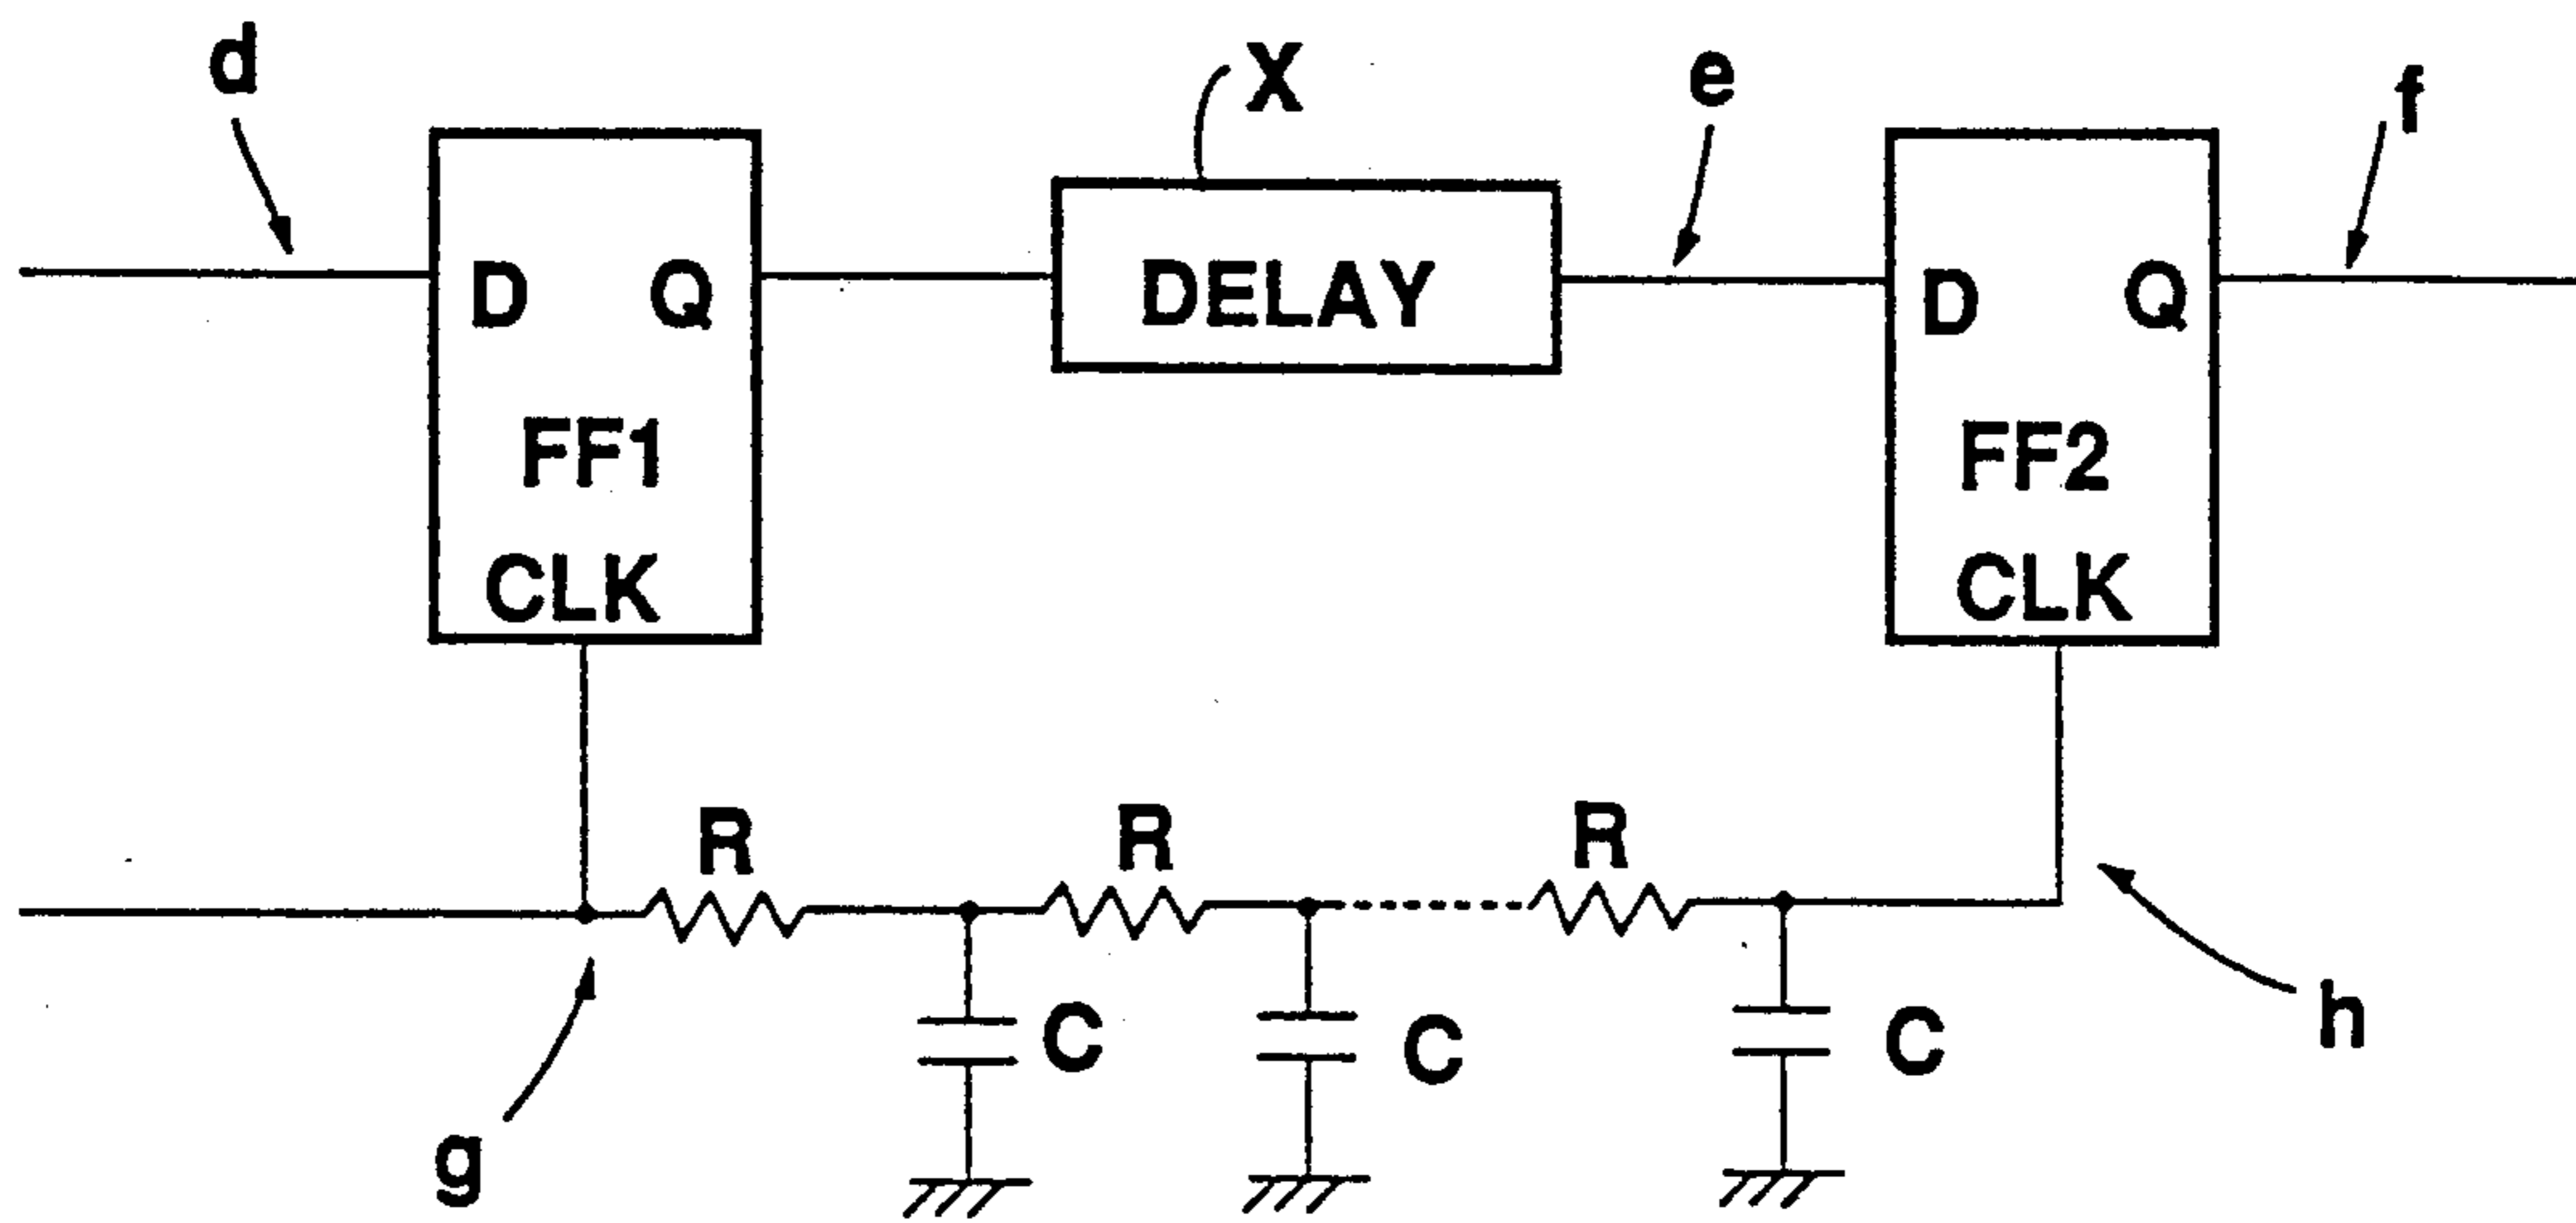 d X e f
D Q DELAY D Q
FF1 FF2
CLK CLK
R R R
C C C h
g